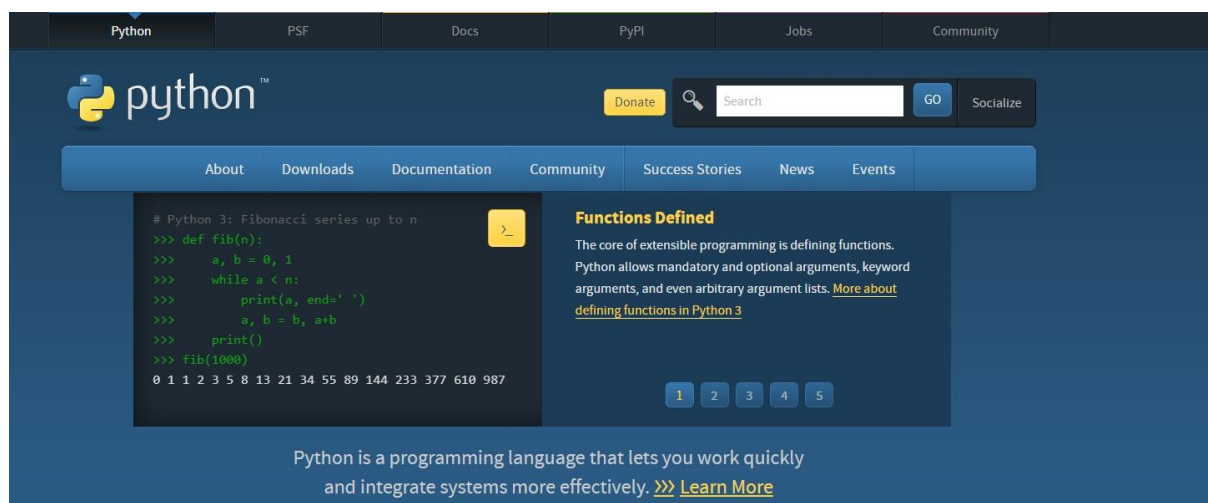 Python PSF Docs PyPI Jobs Community
python™
Donate Search GO Socialize
About Downloads Documentation Community Success Stories News Events
# Python 3: Fibonacci series up to n
>>> def fib(n):
>>>     a, b = 0, 1
>>>     while a < n:
>>>         print(a, end=' ')
>>>         a, b = b, a+b
>>>     print()
>>> fib(1000)
0 1 1 2 3 5 8 13 21 34 55 89 144 233 377 610 987
>_
Functions Defined
The core of extensible programming is defining functions.
Python allows mandatory and optional arguments, keyword
arguments, and even arbitrary argument lists. More about
defining functions in Python 3
1 2 3 4 5
Python is a programming language that lets you work quickly
and integrate systems more effectively. >>> Learn More